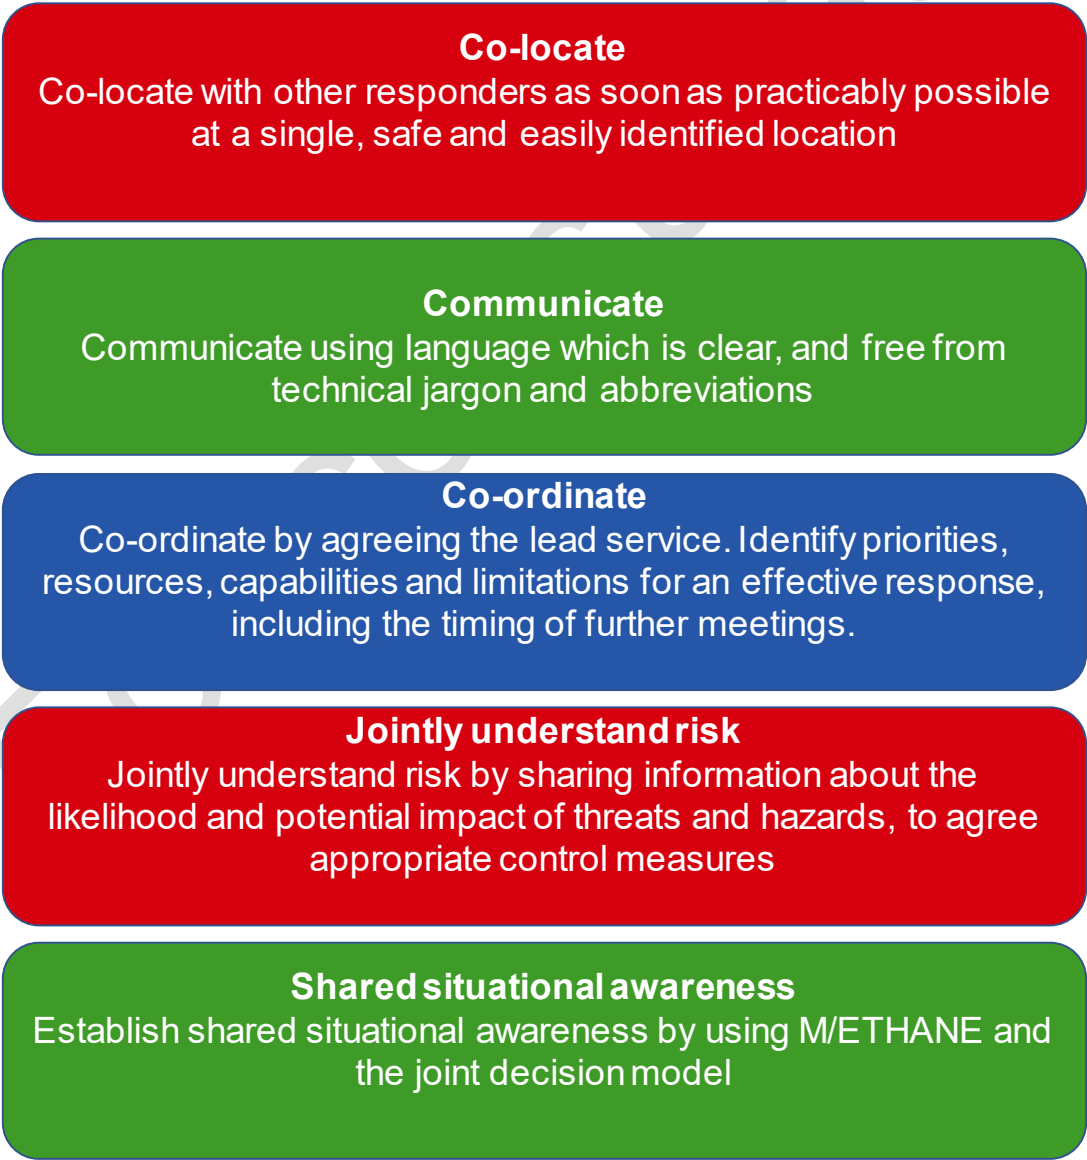 Co-locate
Co-locate with other responders as soon as practicably possible
at a single, safe and easily identified location
Communicate
Communicate using language which is clear, and free from
technical jargon and abbreviations
Co-ordinate
Co-ordinate by agreeing the lead service. Identify priorities,
resources, capabilities and limitations for an effective response,
including the timing of further meetings.
Jointly understand risk
Jointly understand risk by sharing information about the
likelihood and potential impact of threats and hazards, to agree
appropriate control measures
Shared situational awareness
Establish shared situational awareness by using M/ETHANE and
the joint decision model